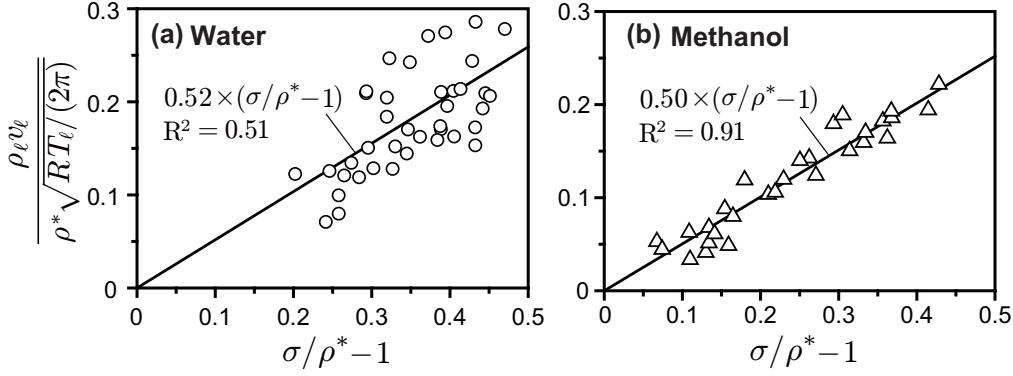 (a) Water
0.52×(σ/ρ*−1)
R² = 0.51
ρℓvℓ
ρ*√RTℓ/(2π)
0.3
0.2
0.1
0
0 0.1 0.2 0.3 0.4 0.5
σ/ρ*−1
(b) Methanol
0.50×(σ/ρ*−1)
R² = 0.91
0.3
0.2
0.1
0
0 0.1 0.2 0.3 0.4 0.5
σ/ρ*−1